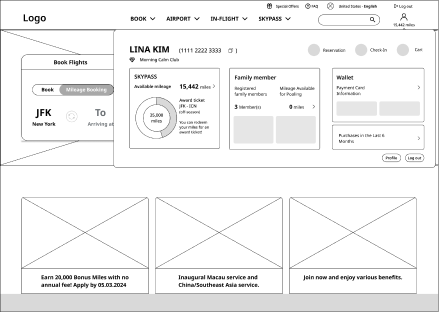 Special Offers FAQ United States - English Log out
Logo
BOOK AIRPORT IN-FLIGHT SKYPASS
15,442 miles
LINA KIM (1111 2222 3333 )
Morning Calm Club
Reservation Check-In Cart
Book Flights
Book Mileage Booking
JFK To
New York Arriving at
SKYPASS
Available mileage 15,442 miles >
35,000
miles
Award ticket
JFK - ICN
(off-season)
You can redeem
your miles for an
award ticket!
Family member
Registered
family members
Mileage Available
for Pooling
3 Member(s)
0 miles >
Wallet
Payment Card
Information
Purchases in the Last 6
Months
Profile Log out
Earn 20,000 Bonus Miles with no
annual fee! Apply by 05.03.2024
Inaugural Macau service and
China/Southeast Asia service.
Join now and enjoy various benefits.